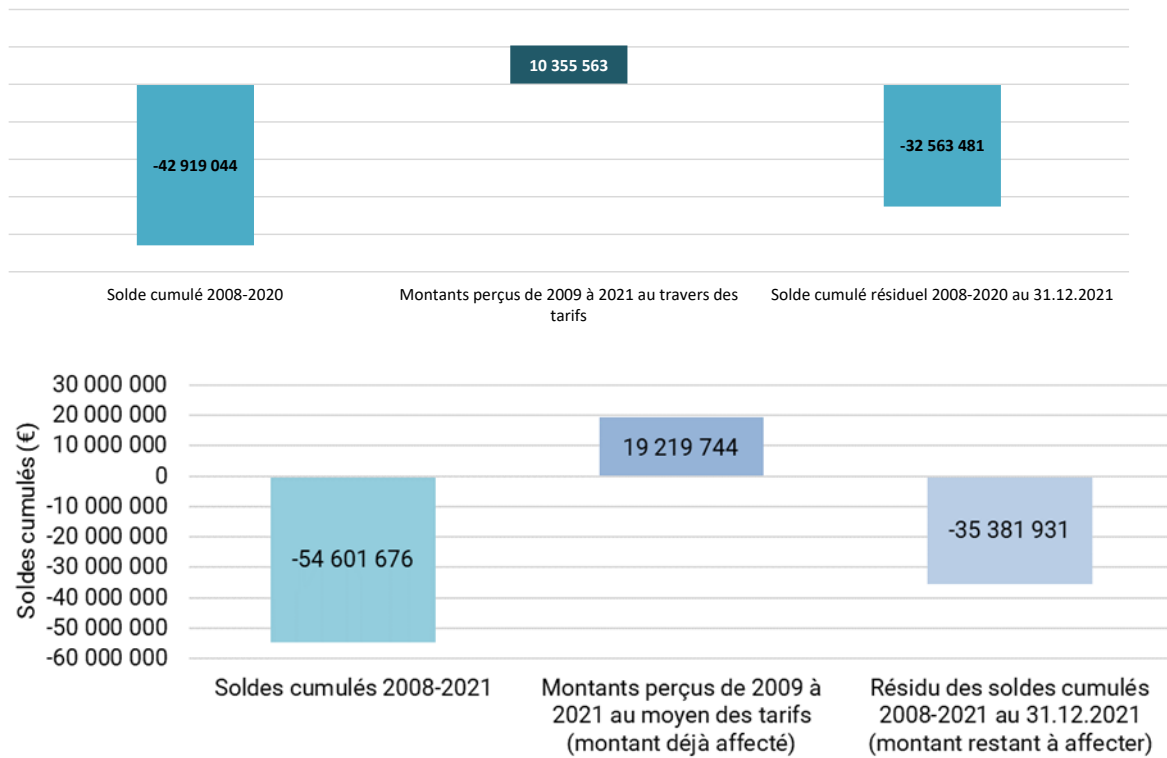 10 355 563
-42 919 044
-32 563 481
Solde cumulé 2008-2020
Montants perçus de 2009 à 2021 au travers des
tarifs
Solde cumulé résiduel 2008-2020 au 31.12.2021
Soldes cumulés (€)
30 000 000
20 000 000
10 000 000
0
-10 000 000
-20 000 000
-30 000 000
-40 000 000
-50 000 000
-60 000 000
19 219 744
-54 601 676
-35 381 931
Soldes cumulés 2008-2021
Montants perçus de 2009 à
2021 au moyen des tarifs
(montant déjà affecté)
Résidu des soldes cumulés
2008-2021 au 31.12.2021
(montant restant à affecter)